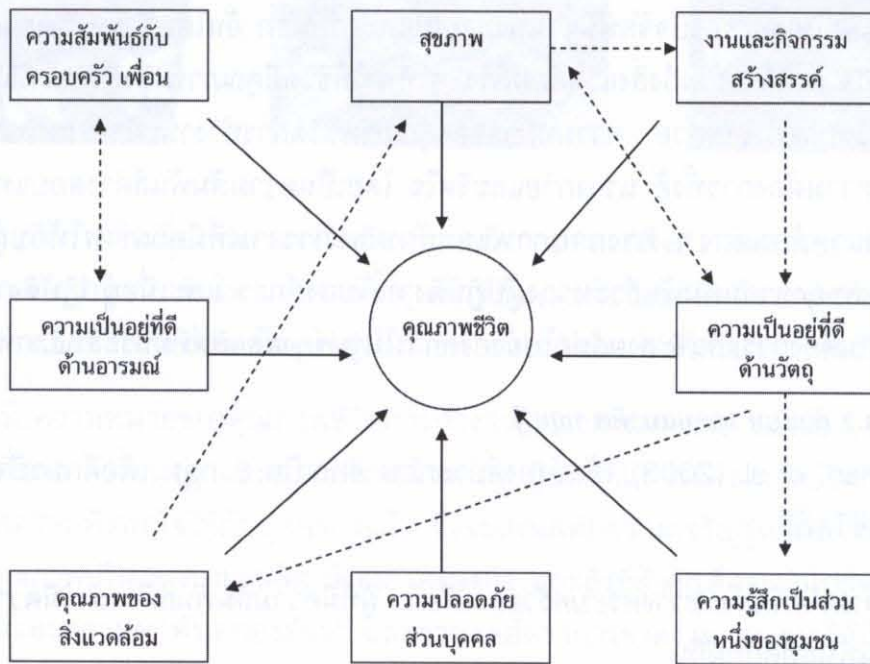 ความสัมพันธ์กับ
ครอบครัว เพื่อน
สุขภาพ
งานและกิจกรรม
สร้างสรรค์
ความเป็นอยู่ที่ดี
ด้านอารมณ์
คุณภาพชีวิต
ความเป็นอยู่ที่ดี
ด้านวัตถุ
คุณภาพของ
สิ่งแวดล้อม
ความปลอดภัย
ส่วนบุคคล
ความรู้สึกเป็นส่วน
หนึ่งของชุมชน